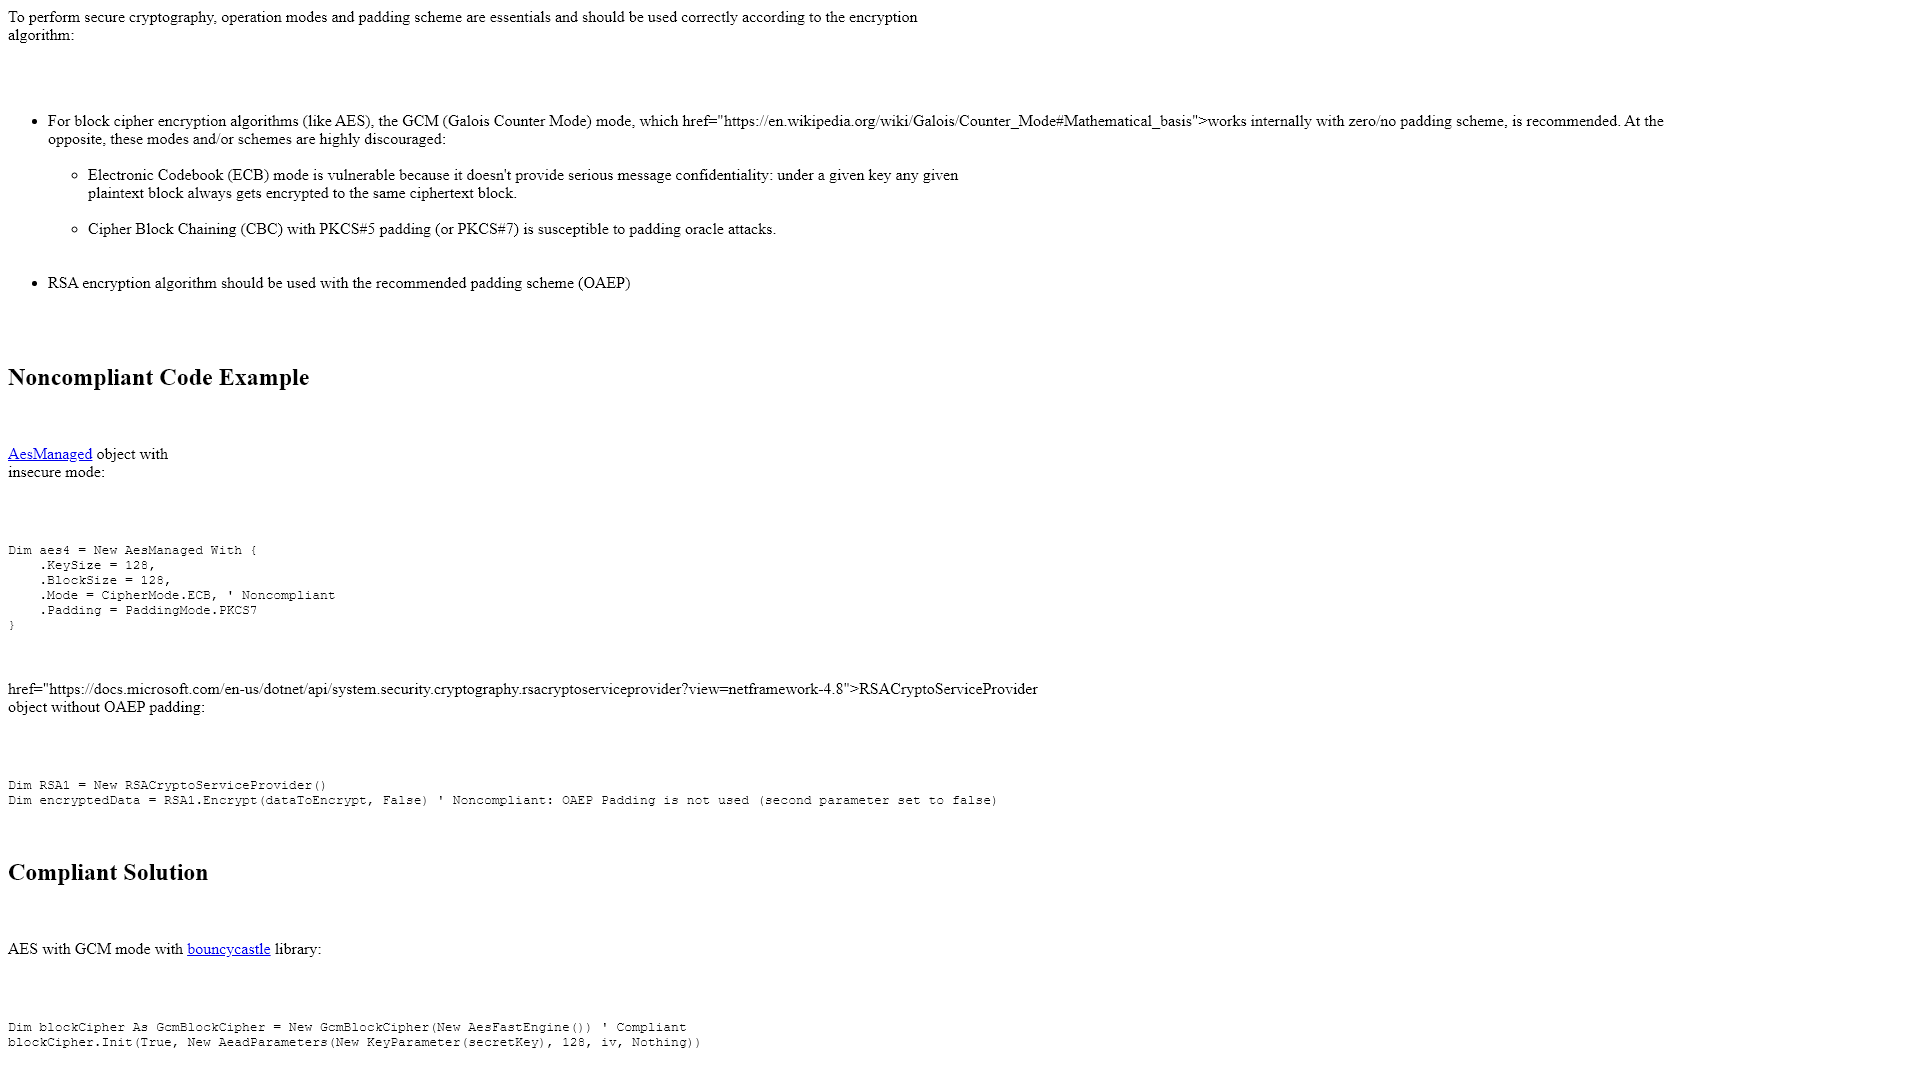 To perform secure cryptography, operation modes and padding scheme are essentials and should be used correctly according to the encryption
algorithm:
• For block cipher encryption algorithms (like AES), the GCM (Galois Counter Mode) mode, which href="https://en.wikipedia.org/wiki/Galois/Counter_Mode#Mathematical_basis">works internally with zero/no padding scheme, is recommended. At the
opposite, these modes and/or schemes are highly discouraged:
◦ Electronic Codebook (ECB) mode is vulnerable because it doesn't provide serious message confidentiality: under a given key any given
plaintext block always gets encrypted to the same ciphertext block.
◦ Cipher Block Chaining (CBC) with PKCS#5 padding (or PKCS#7) is susceptible to padding oracle attacks.
• RSA encryption algorithm should be used with the recommended padding scheme (OAEP)
Noncompliant Code Example
AesManaged object with
insecure mode:
Dim aes4 = New AesManaged With {
    .KeySize = 128,
    .BlockSize = 128,
    .Mode = CipherMode.ECB, ' Noncompliant
    .Padding = PaddingMode.PKCS7
}
href="https://docs.microsoft.com/en-us/dotnet/api/system.security.cryptography.rsacryptoserviceprovider?view=netframework-4.8">RSACryptoServiceProvider
object without OAEP padding:
Dim RSA1 = New RSACryptoServiceProvider()
Dim encryptedData = RSA1.Encrypt(dataToEncrypt, False) ' Noncompliant: OAEP Padding is not used (second parameter set to false)
Compliant Solution
AES with GCM mode with bouncycastle library:
Dim blockCipher As GcmBlockCipher = New GcmBlockCipher(New AesFastEngine()) ' Compliant
blockCipher.Init(True, New AeadParameters(New KeyParameter(secretKey), 128, iv, Nothing))